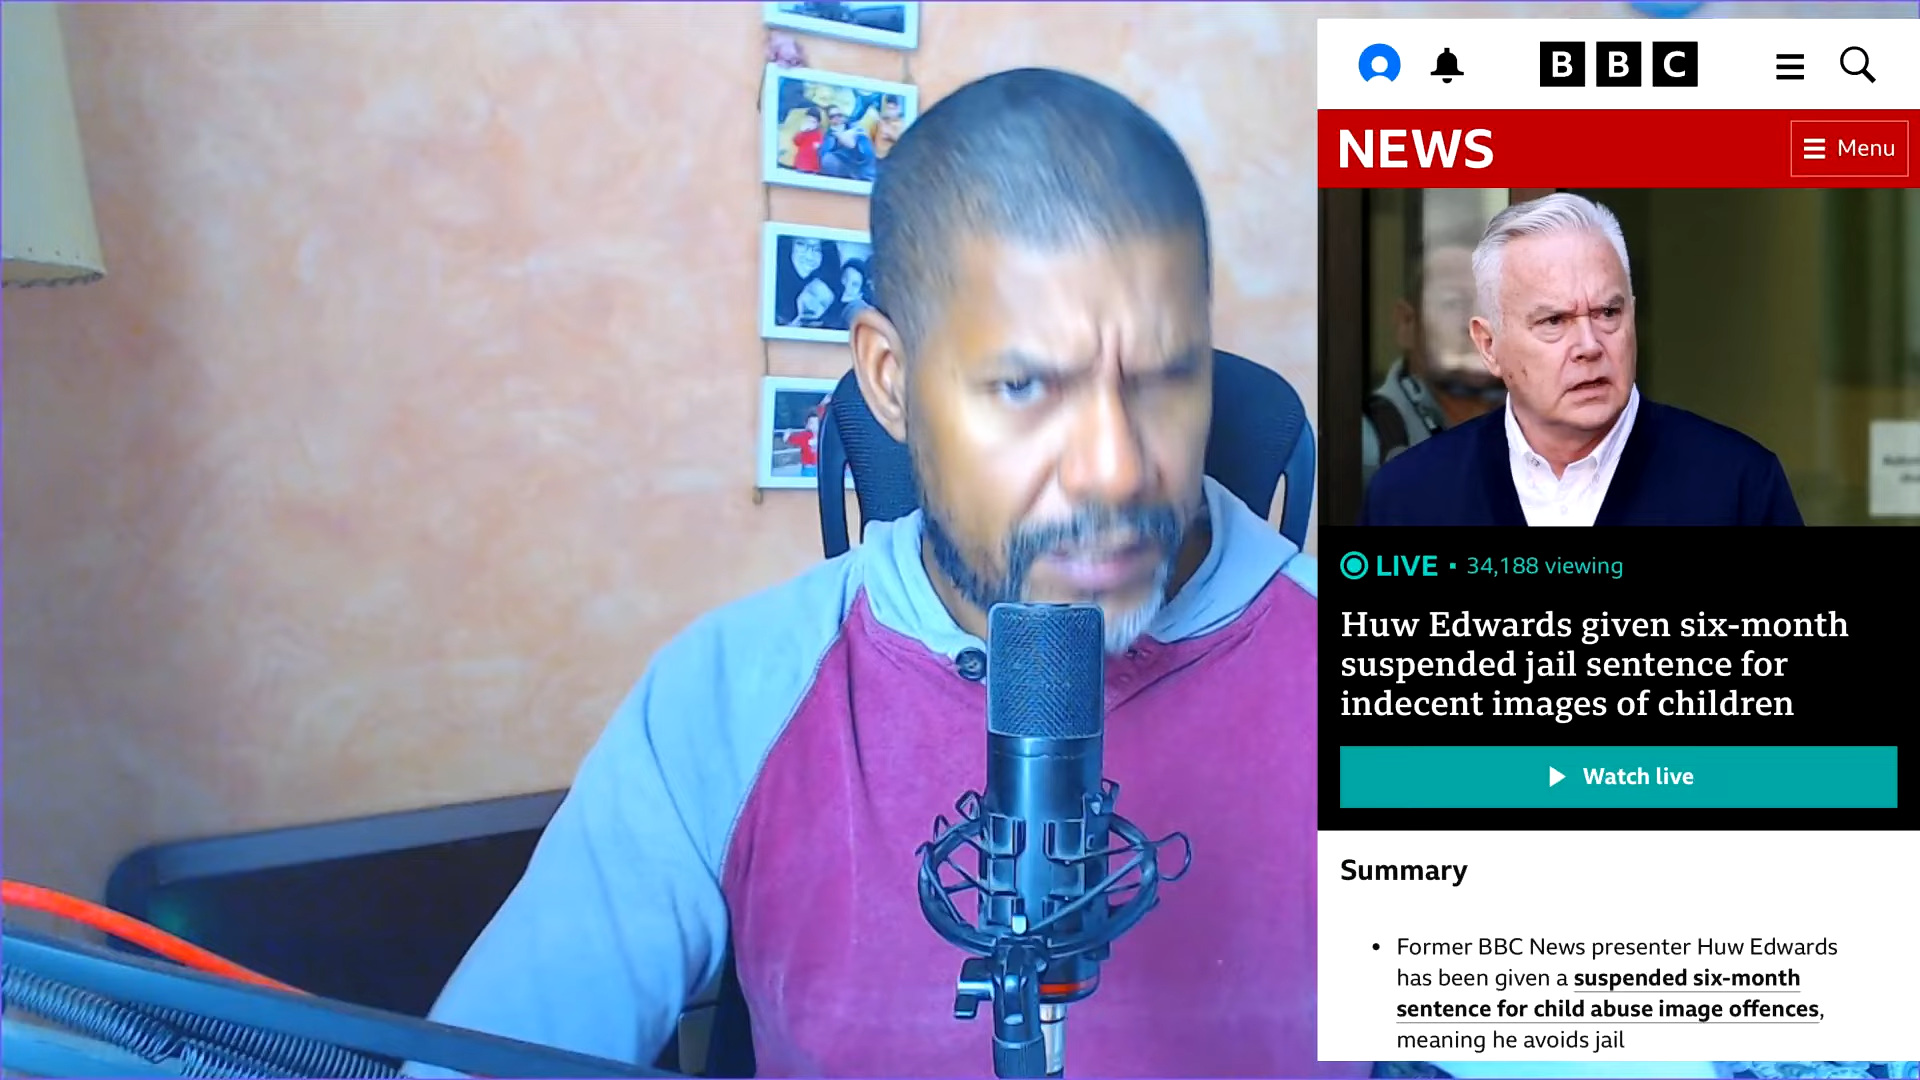 BBC
NEWS
Menu
LIVE · 34,188 viewing
Huw Edwards given six-month
suspended jail sentence for
indecent images of children
Watch live
Summary
• Former BBC News presenter Huw Edwards
has been given a suspended six-month
sentence for child abuse image offences,
meaning he avoids jail